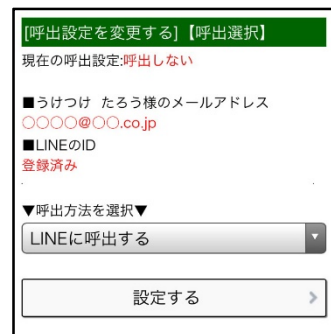 [呼出設定を変更する]【呼出選択】
現在の呼出設定:呼出しない
■うけつけ たろう様のメールアドレス
○○○○@○○.co.jp
■LINEのID
登録済み
▼呼出方法を選択▼
LINEに呼出する
設定する